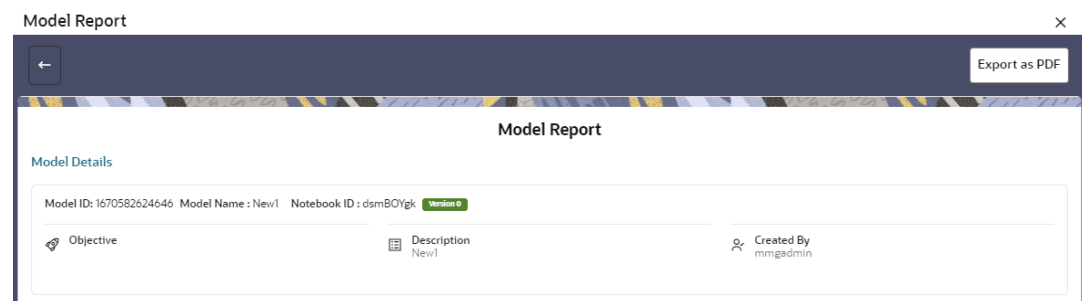 Model Report
Export as PDF
Model Report
Model Details
Model ID: 1670582624646 Model Name : New1 Notebook ID : dsmBOYgk Version 0
Objective Description Created By
New1 mmgadmin